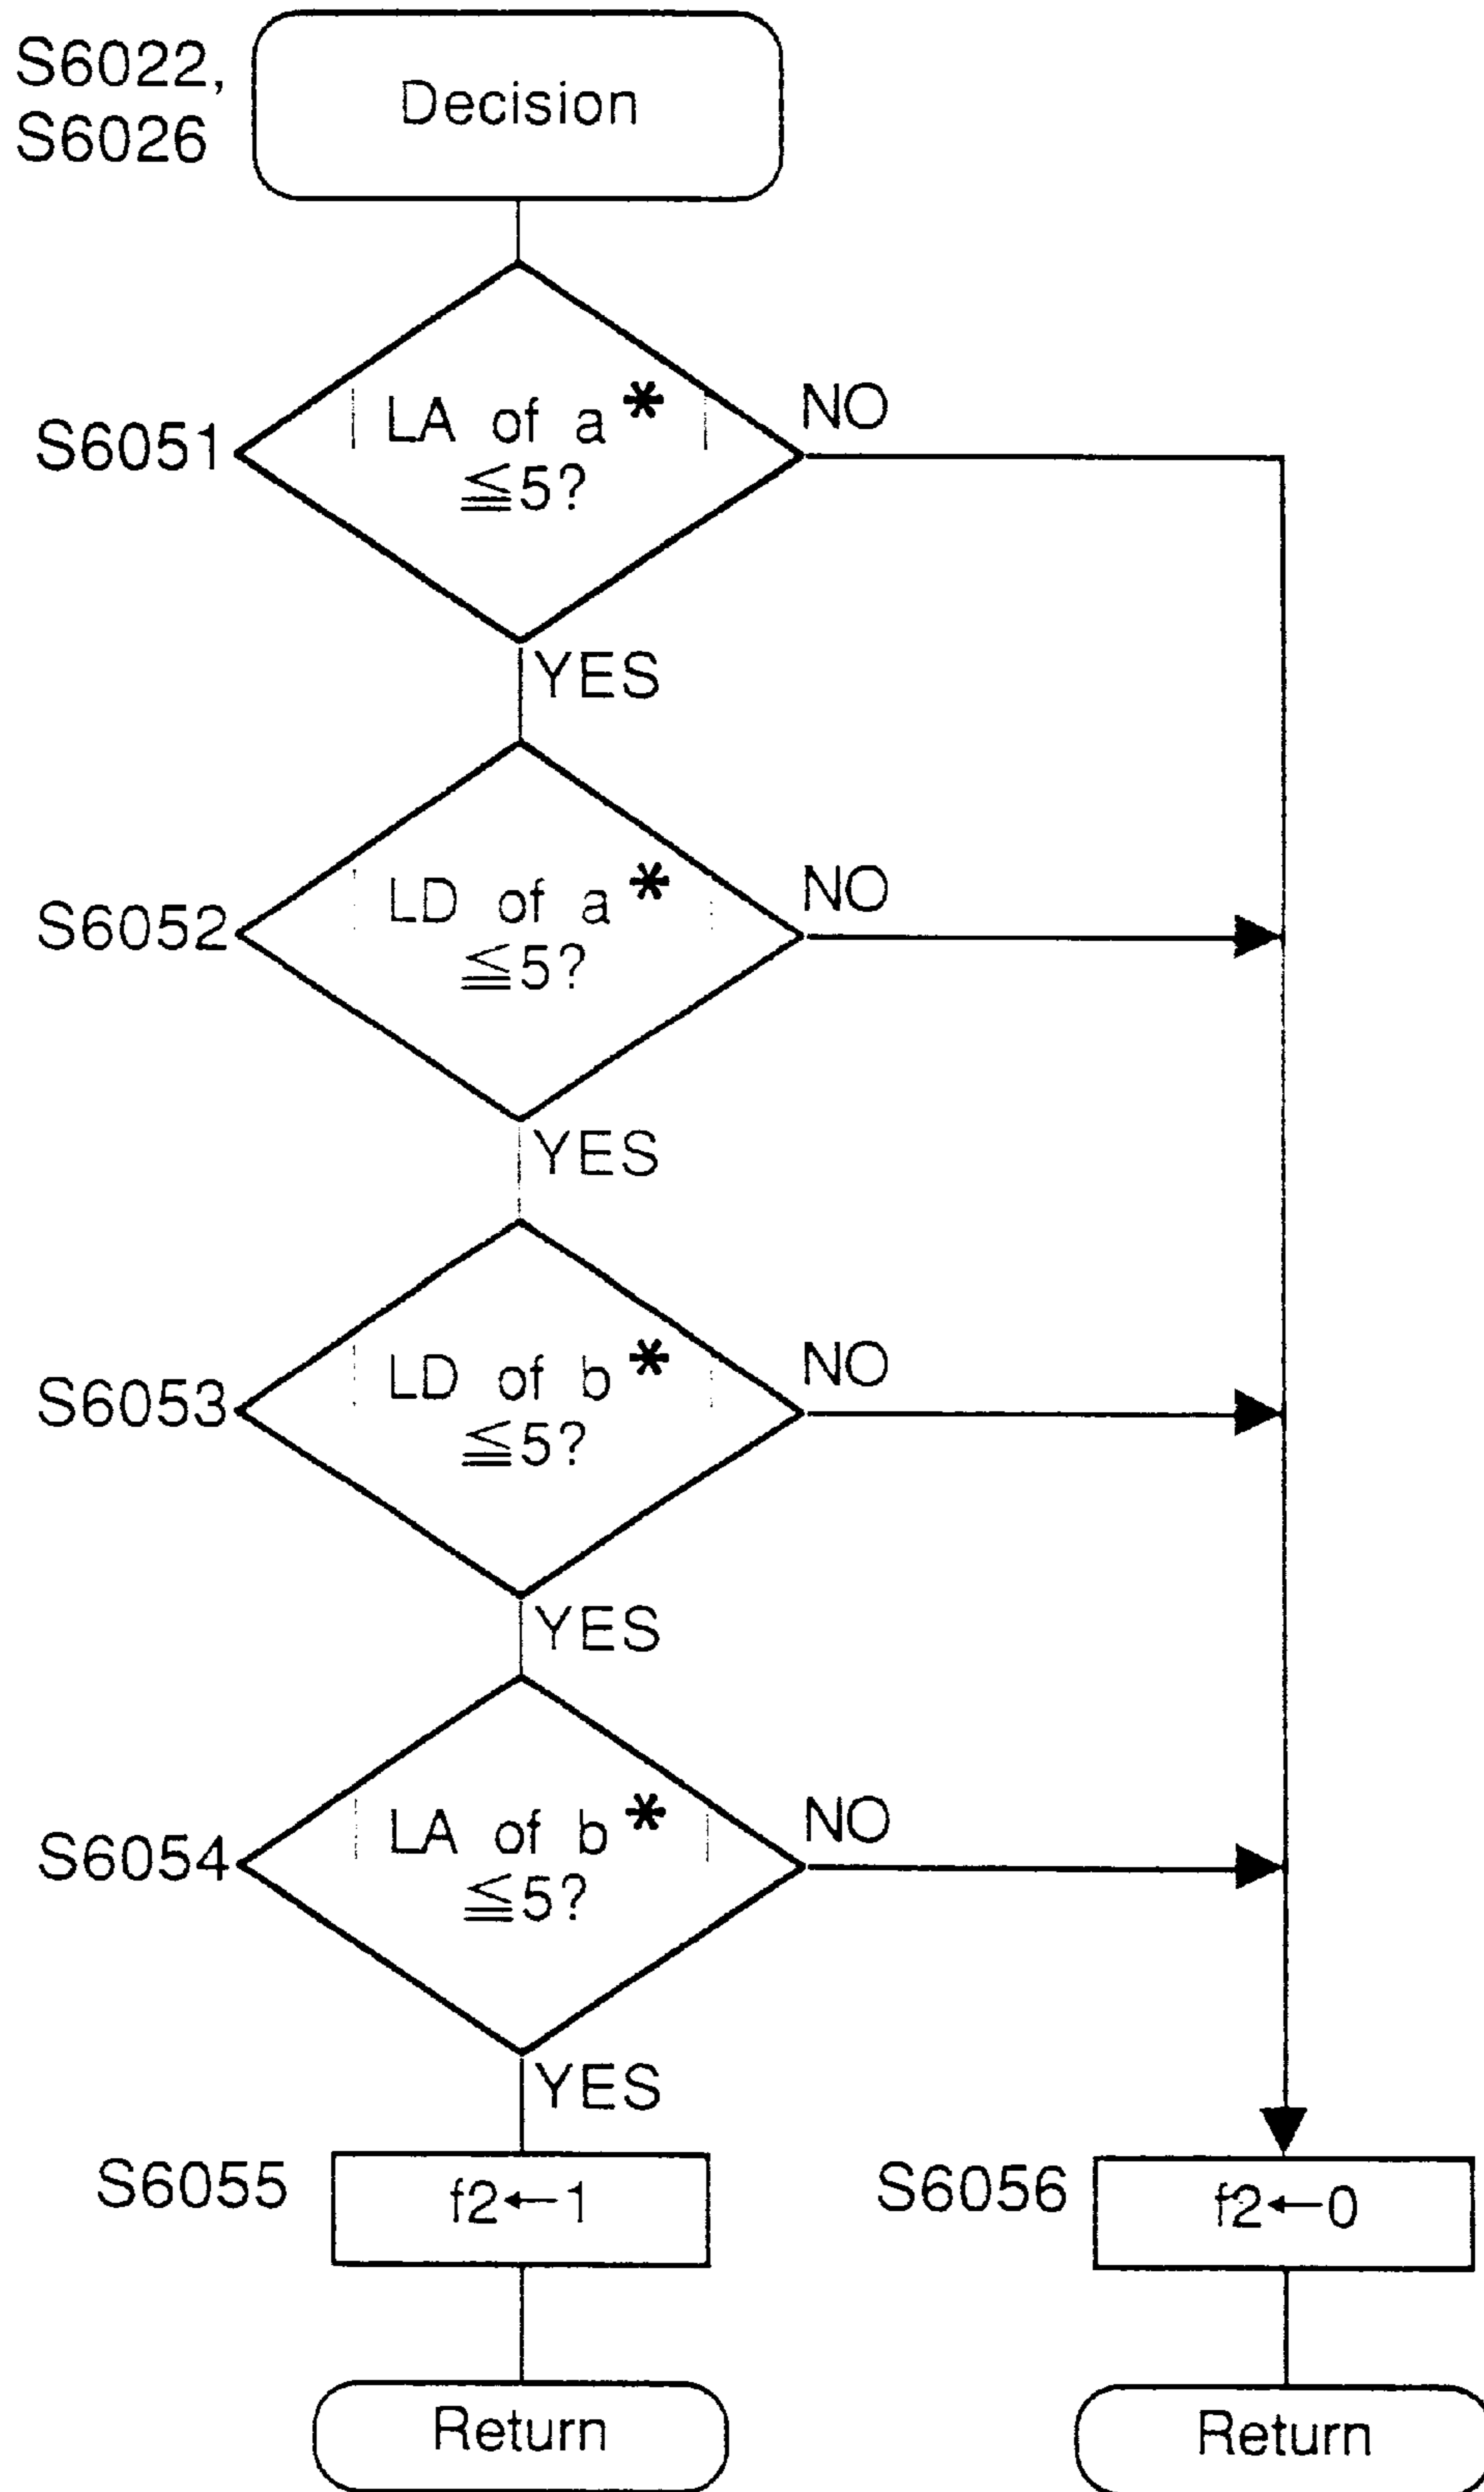 S6022,
S6026
Decision
S6051
| LA of a* |
≦5?
NO
YES
S6052
| LD of a* |
≦5?
NO
YES
S6053
| LD of b* |
≦5?
NO
YES
S6054
| LA of b* |
≦5?
NO
YES
S6055
f2←1
S6056
f2←0
Return
Return